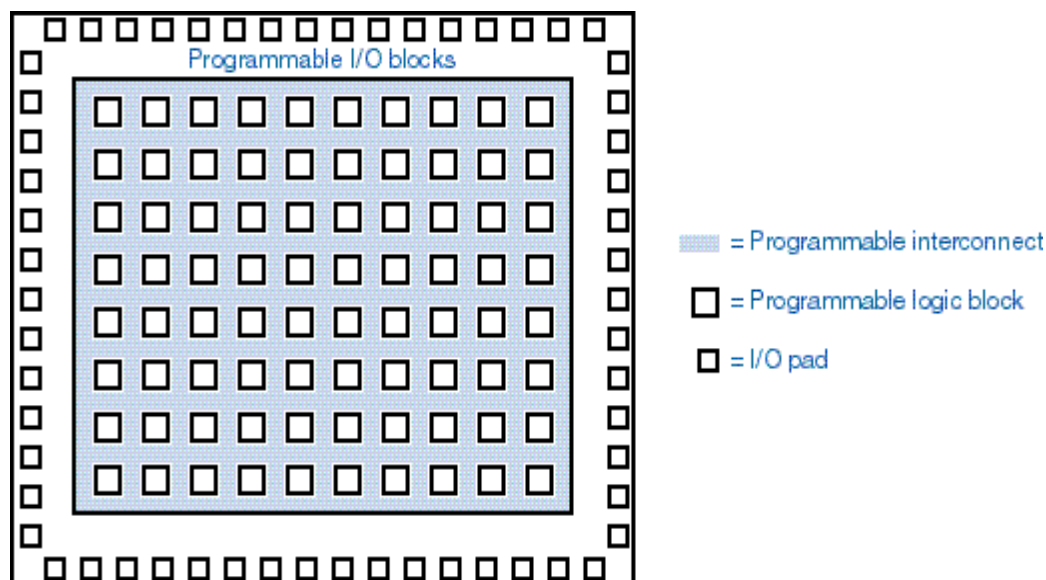 Programmable I/O blocks
= Programmable interconnect
= Programmable logic block
= I/O pad